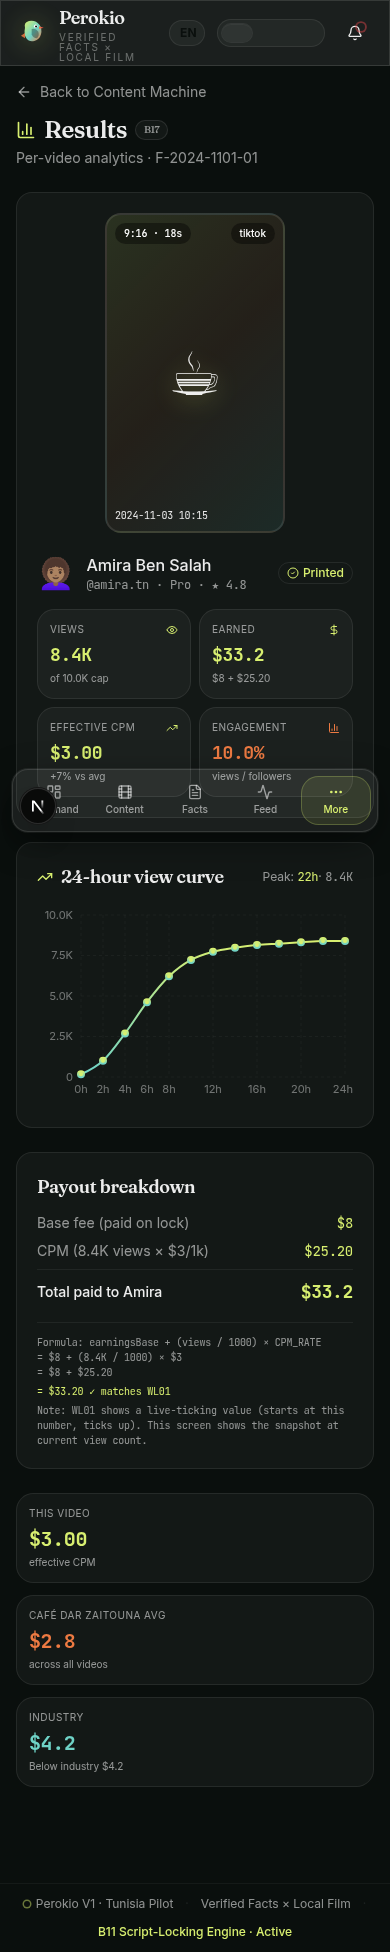 Perokio
VERIFIED
FACTS ×
LOCAL FILM
EN
Back to Content Machine
Results
B17
Per-video analytics · F-2024-1101-01
9:16 · 18s
tiktok
2024-11-03 10:15
Amira Ben Salah
@amira.tn · Pro · ★ 4.8
Printed
VIEWS
8.4K
of 10.0K cap
EARNED
$33.2
$8 + $25.20
EFFECTIVE CPM
$3.00
+7% vs avg
ENGAGEMENT
10.0%
views / followers
N
mand
Content
Facts
Feed
More
24-hour view curve
Peak: 22h· 8.4K
10.0K
7.5K
5.0K
2.5K
0
0h 2h 4h 6h 8h 12h 16h 20h 24h
Payout breakdown
Base fee (paid on lock) $8
CPM (8.4K views × $3/1k) $25.20
Total paid to Amira $33.2
Formula: earningsBase + (views / 1000) × CPM_RATE
= $8 + (8.4K / 1000) × $3
= $8 + $25.20
= $33.20 ✓ matches WL01
Note: WL01 shows a live-ticking value (starts at this
number, ticks up). This screen shows the snapshot at
current view count.
THIS VIDEO
$3.00
effective CPM
CAFÉ DAR ZAITOUNA AVG
$2.8
across all videos
INDUSTRY
$4.2
Below industry $4.2
Perokio V1 · Tunisia Pilot · Verified Facts × Local Film ·
B11 Script-Locking Engine · Active